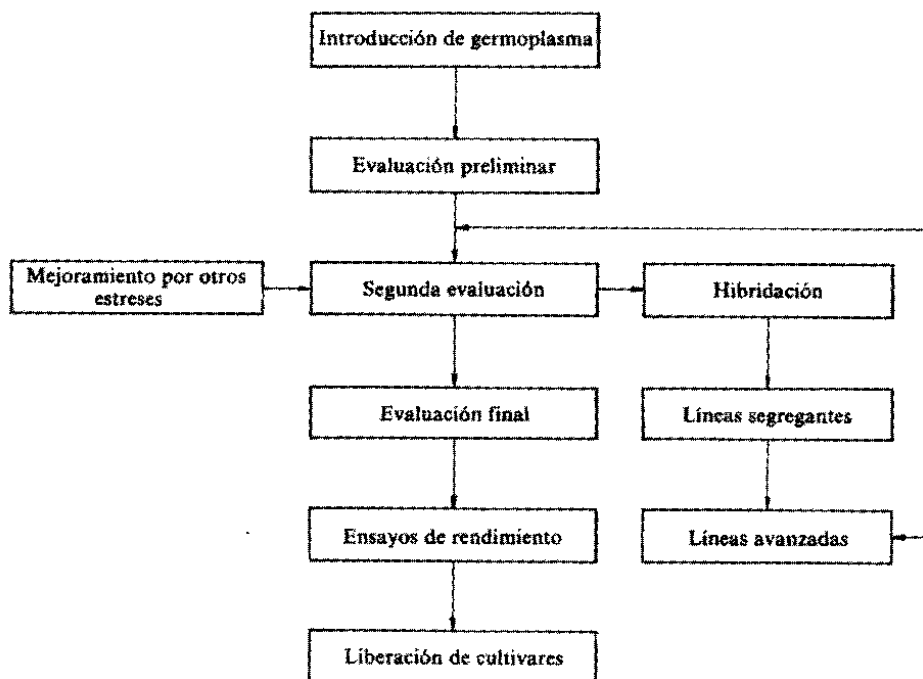 Introducción de germoplasma
Evaluación preliminar
Mejoramiento por otros
estreses
Segunda evaluación
Hibridación
Evaluación final
Líneas segregantes
Ensayos de rendimiento
Líneas avanzadas
Liberación de cultivares